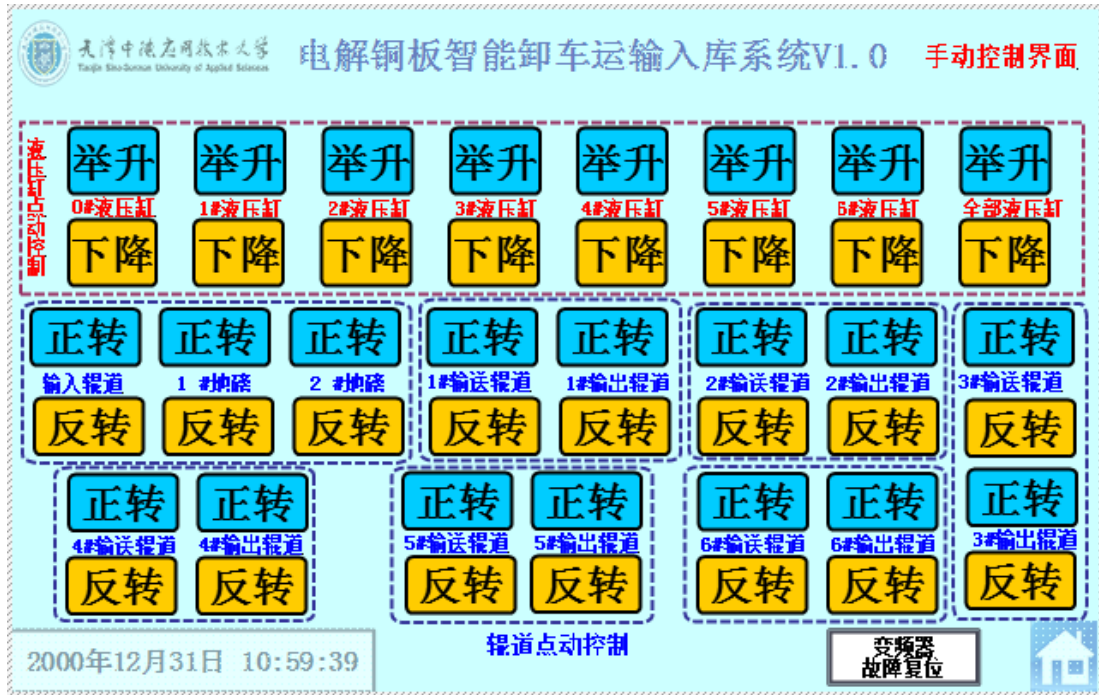 天津中德应用技术大学
Tianjin Sino-German University of Applied Sciences
电解铜板智能卸车运输入库系统V1.0
手动控制界面
液压缸点动控制
举升 举升 举升 举升 举升 举升 举升 举升
0#液压缸 1#液压缸 2#液压缸 3#液压缸 4#液压缸 5#液压缸 6#液压缸 全部液压缸
下降 下降 下降 下降 下降 下降 下降 下降
正转 正转 正转 正转 正转 正转 正转 正转
输入辊道 1 #地磅 2 #地磅 1#输送辊道 1#输出辊道 2#输送辊道 2#输出辊道 3#输送辊道
反转 反转 反转 反转 反转 反转 反转 反转
正转 正转 正转 正转 正转 正转 正转
4#输送辊道 4#输出辊道 5#输送辊道 5#输出辊道 6#输送辊道 6#输出辊道 3#输出辊道
反转 反转 反转 反转 反转 反转 反转
辊道点动控制
2000年12月31日 10:59:39
变频器
故障复位